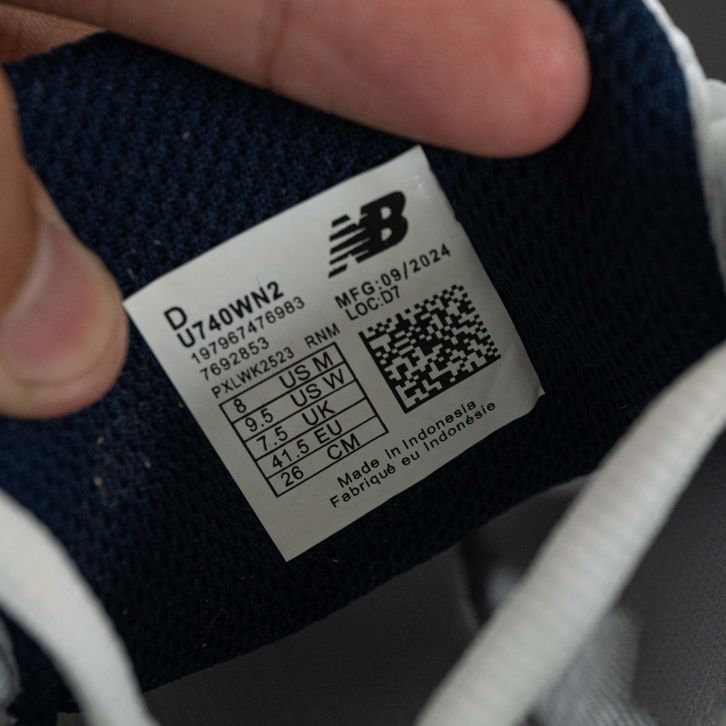 NB
D
U740WN2
197967476983
7692853
PXLWK2523 RNM
MFG:09/2024
LOC:D7
8 US M
9.5 US W
7.5 UK
41.5 EU
26 CM
Made in Indonesia
Fabriqué eu Indonésie